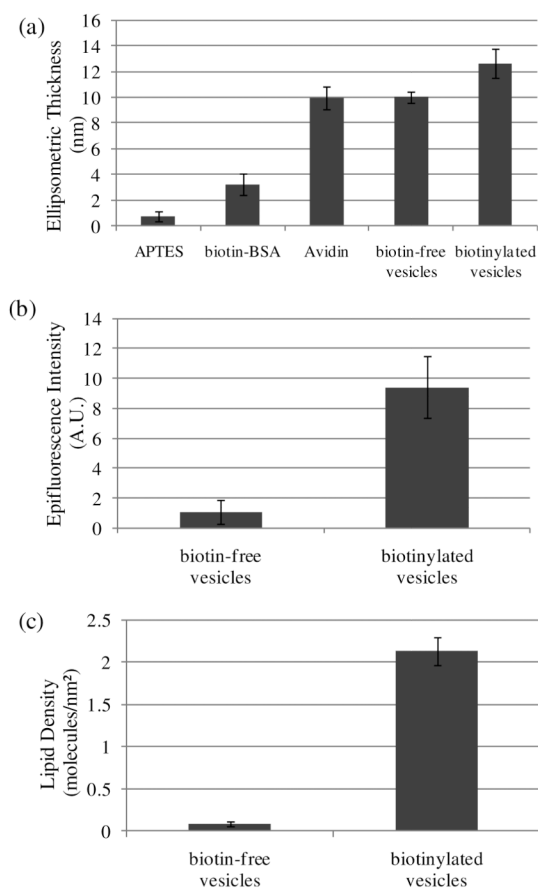 (a)
Ellipsometric Thickness
(nm)
16
14
12
10
8
6
4
2
0
APTES
biotin-BSA
Avidin
biotin-free
vesicles
biotinylated
vesicles
(b)
Epifluorescence Intensity
(A.U.)
14
12
10
8
6
4
2
0
biotin-free
vesicles
biotinylated
vesicles
(c)
Lipid Density
(molecules/nm²)
2.5
2
1.5
1
0.5
0
biotin-free
vesicles
biotinylated
vesicles